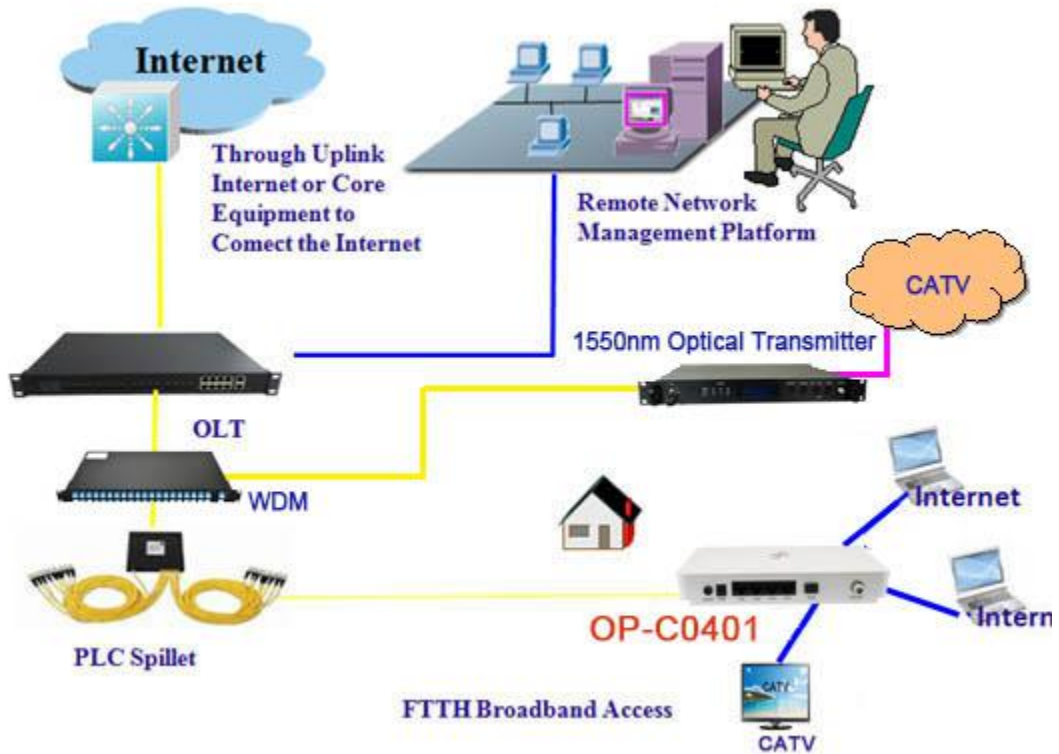 Internet
Through Uplink
Internet or Core
Equipment to
Comect the Internet
Remote Network
Management Platform
CATV
1550nm Optical Transmitter
OLT
WDM
Internet
OP-C0401
Intern
PLC Spillet
FTTH Broadband Access
CATV
CATV